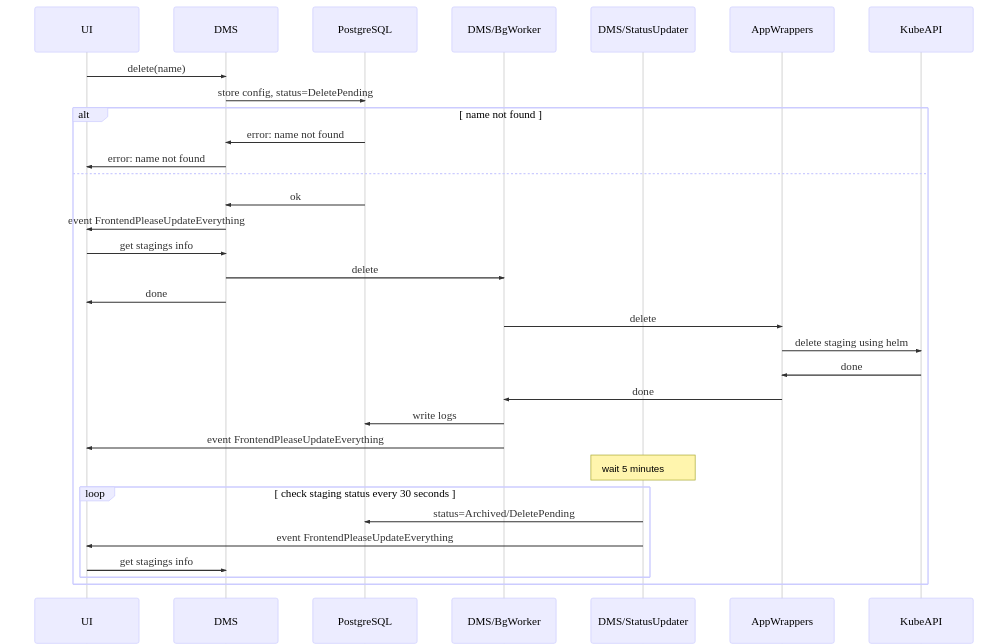 UI
DMS
PostgreSQL
DMS/BgWorker
DMS/StatusUpdater
AppWrappers
KubeAPI
delete(name)
store config, status=DeletePending
alt
[ name not found ]
error: name not found
error: name not found
ok
event FrontendPleaseUpdateEverything
get stagings info
delete
done
delete
delete staging using helm
done
done
write logs
event FrontendPleaseUpdateEverything
wait 5 minutes
loop
[ check staging status every 30 seconds ]
status=Archived/DeletePending
event FrontendPleaseUpdateEverything
get stagings info
UI
DMS
PostgreSQL
DMS/BgWorker
DMS/StatusUpdater
AppWrappers
KubeAPI